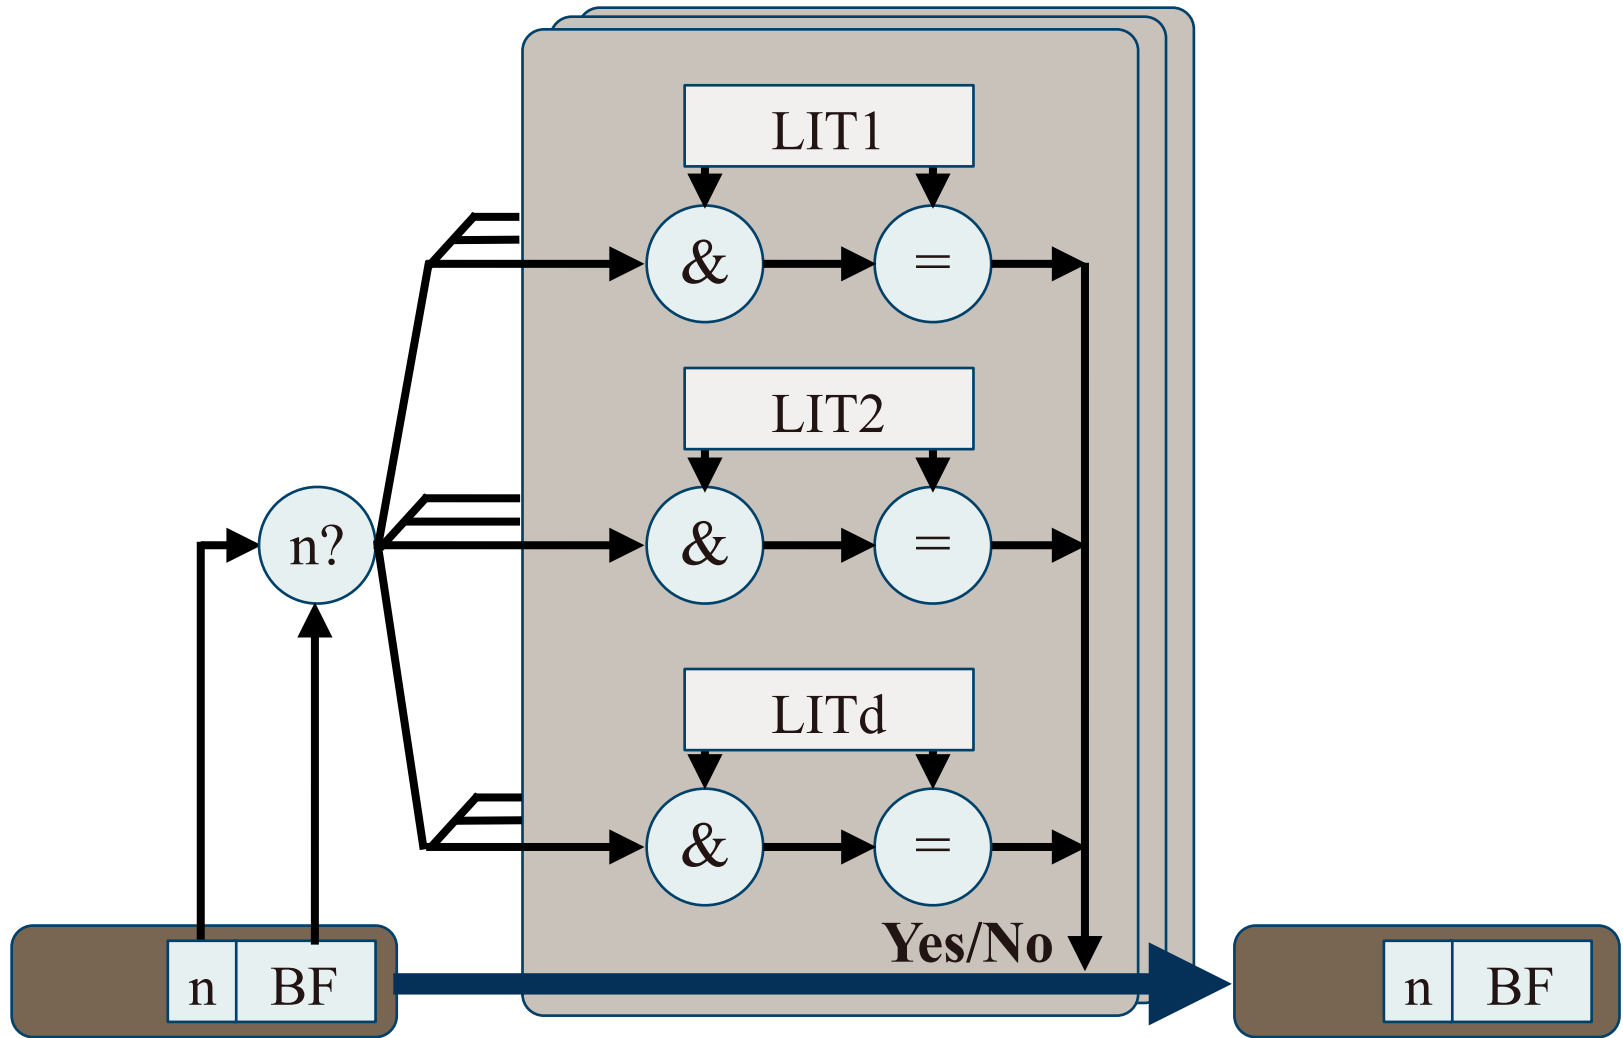 LIT1
& =
LIT2
n? & =
LITd
& =
Yes/No
n BF n BF